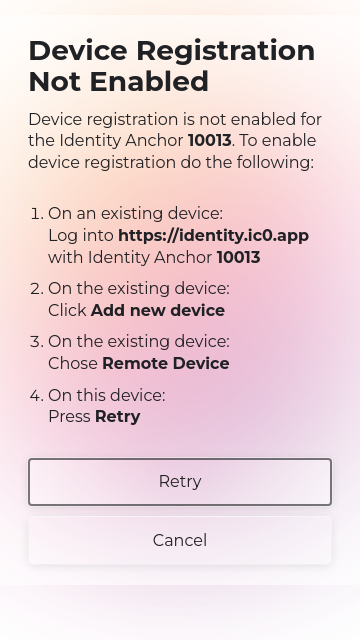 Device Registration
Not Enabled
Device registration is not enabled for
the Identity Anchor 10013. To enable
device registration do the following:
1. On an existing device:
Log into https://identity.ic0.app
with Identity Anchor 10013
2. On the existing device:
Click Add new device
3. On the existing device:
Chose Remote Device
4. On this device:
Press Retry
Retry
Cancel